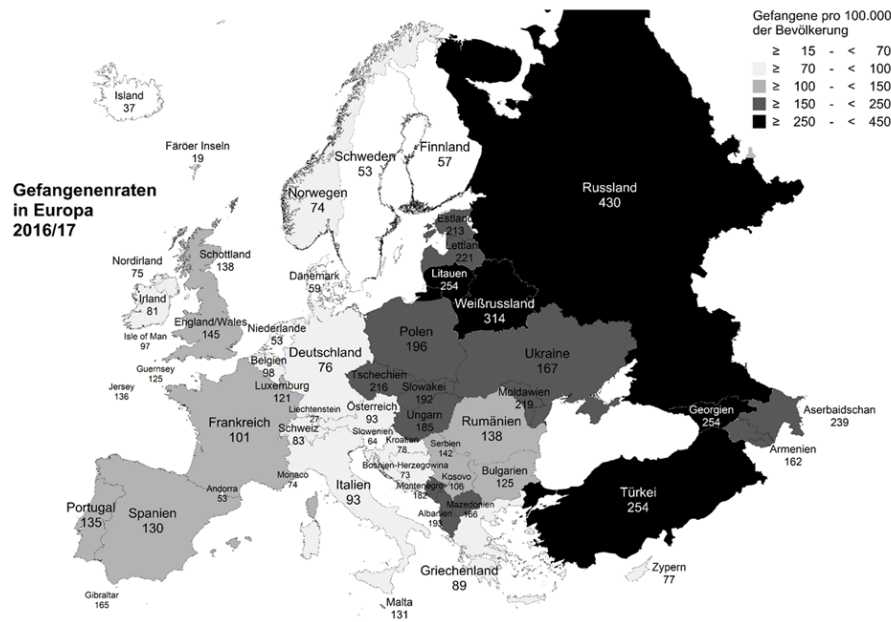 Gefangene pro 100.000
der Bevölkerung
≥ 15 - < 70
≥ 70 - < 100
≥ 100 - < 150
≥ 150 - < 250
≥ 250 - < 450
Gefangenenraten
in Europa
2016/17
Island
37
Färöer Inseln
19
Schweden
53
Finnland
57
Norwegen
74
Russland
430
Estland
213
Lettland
221
Litauen
254
Weißrussland
314
Schottland
138
Nordirland
75
Irland
81
Isle of Man
97
England/Wales
145
Dänemark
59
Niederlande
53
Deutschland
76
Polen
196
Ukraine
167
Guernsey
125
Jersey
136
Belgien
98
Luxemburg
121
Tschechien
216
Slowakei
192
Moldawien
219
Frankreich
101
Liechtenstein
27
Österreich
93
Ungarn
185
Rumänien
138
Georgien
254
Aserbaidschan
239
Armenien
162
Schweiz
83
Slowenien
64
Kroatien
78
Serbien
142
Bosnien-Herzegowina
73
Kosovo
106
Bulgarien
125
Monaco
74
Italien
93
Montenegro
182
Mazedonien
166
Albanien
193
Türkei
254
Andorra
53
Portugal
135
Spanien
130
Gibraltar
165
Griechenland
89
Malta
131
Zypern
77